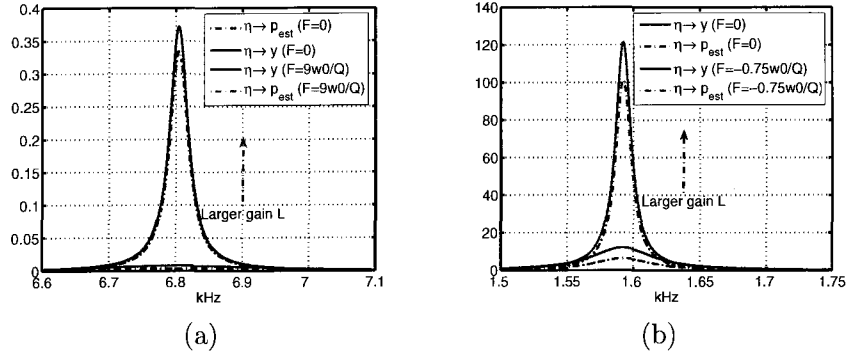 0.4
0.35
0.3
0.25
0.2
0.15
0.1
0.05
0
6.6 6.7 6.8 6.9 7 7.1
kHz
η→ p_est (F=0)
η→ y (F=0)
η→ y (F=9w0/Q)
η→ p_est (F=9w0/Q)
Larger gain L
(a)
140
120
100
80
60
40
20
0
1.5 1.55 1.6 1.65 1.7 1.75
kHz
η→ y (F=0)
η→ p_est (F=0)
η→ y (F=−0.75w0/Q)
η→ p_est (F=−0.75w0/Q)
Larger gain L
(b)